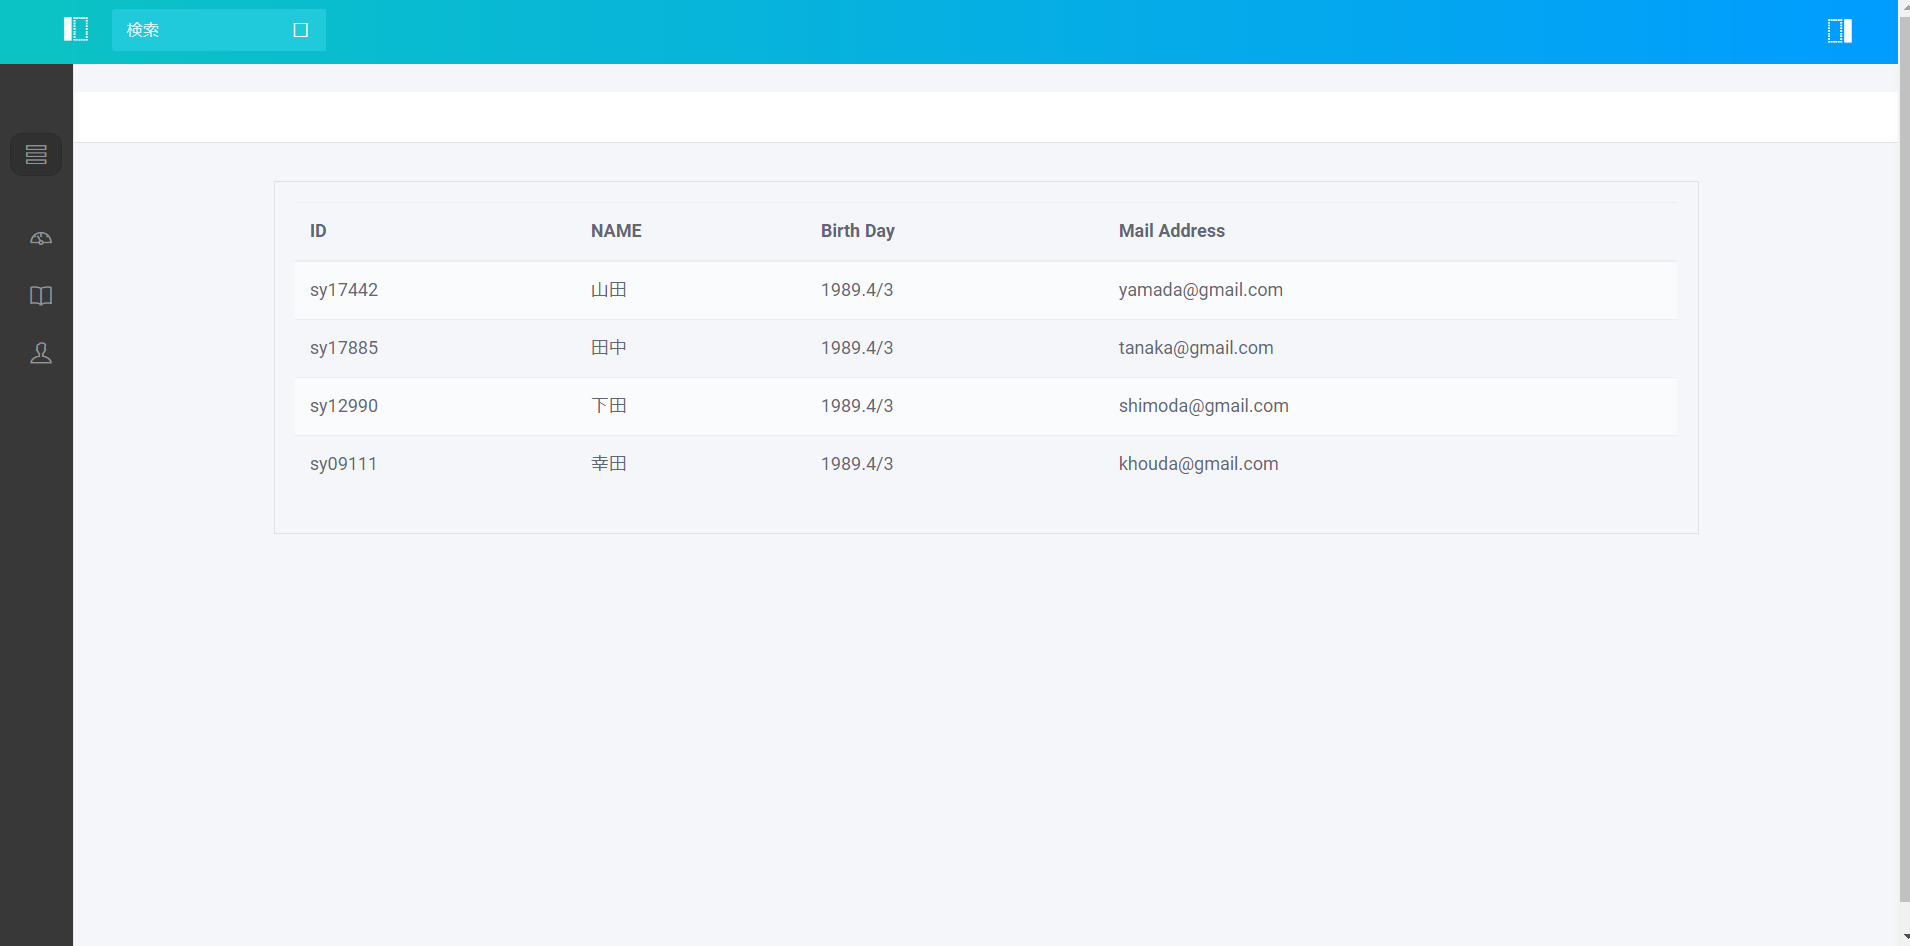 検索
ID NAME Birth Day Mail Address
sy17442 山田 1989.4/3 yamada@gmail.com
sy17885 田中 1989.4/3 tanaka@gmail.com
sy12990 下田 1989.4/3 shimoda@gmail.com
sy09111 幸田 1989.4/3 khouda@gmail.com